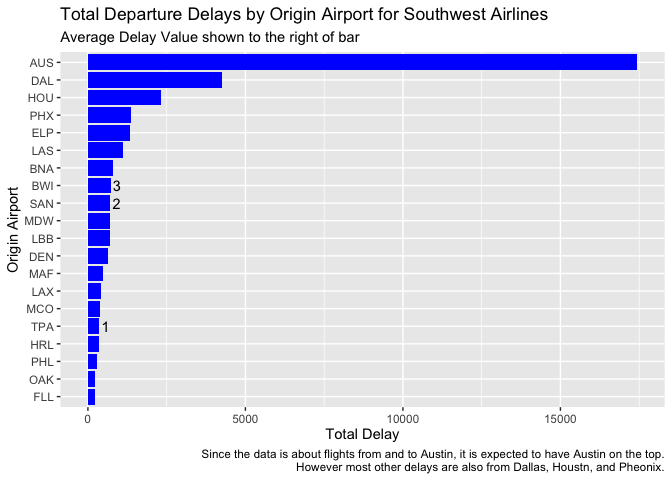 Total Departure Delays by Origin Airport for Southwest Airlines
Average Delay Value shown to the right of bar
Origin Airport
AUS
DAL
HOU
PHX
ELP
LAS
BNA
BWI 3
SAN 2
MDW
LBB
DEN
MAF
LAX
MCO
TPA 1
HRL
PHL
OAK
FLL
0 5000 10000 15000
Total Delay
Since the data is about flights from and to Austin, it is expected to have Austin on the top.
However most other delays are also from Dallas, Houstn, and Pheonix.